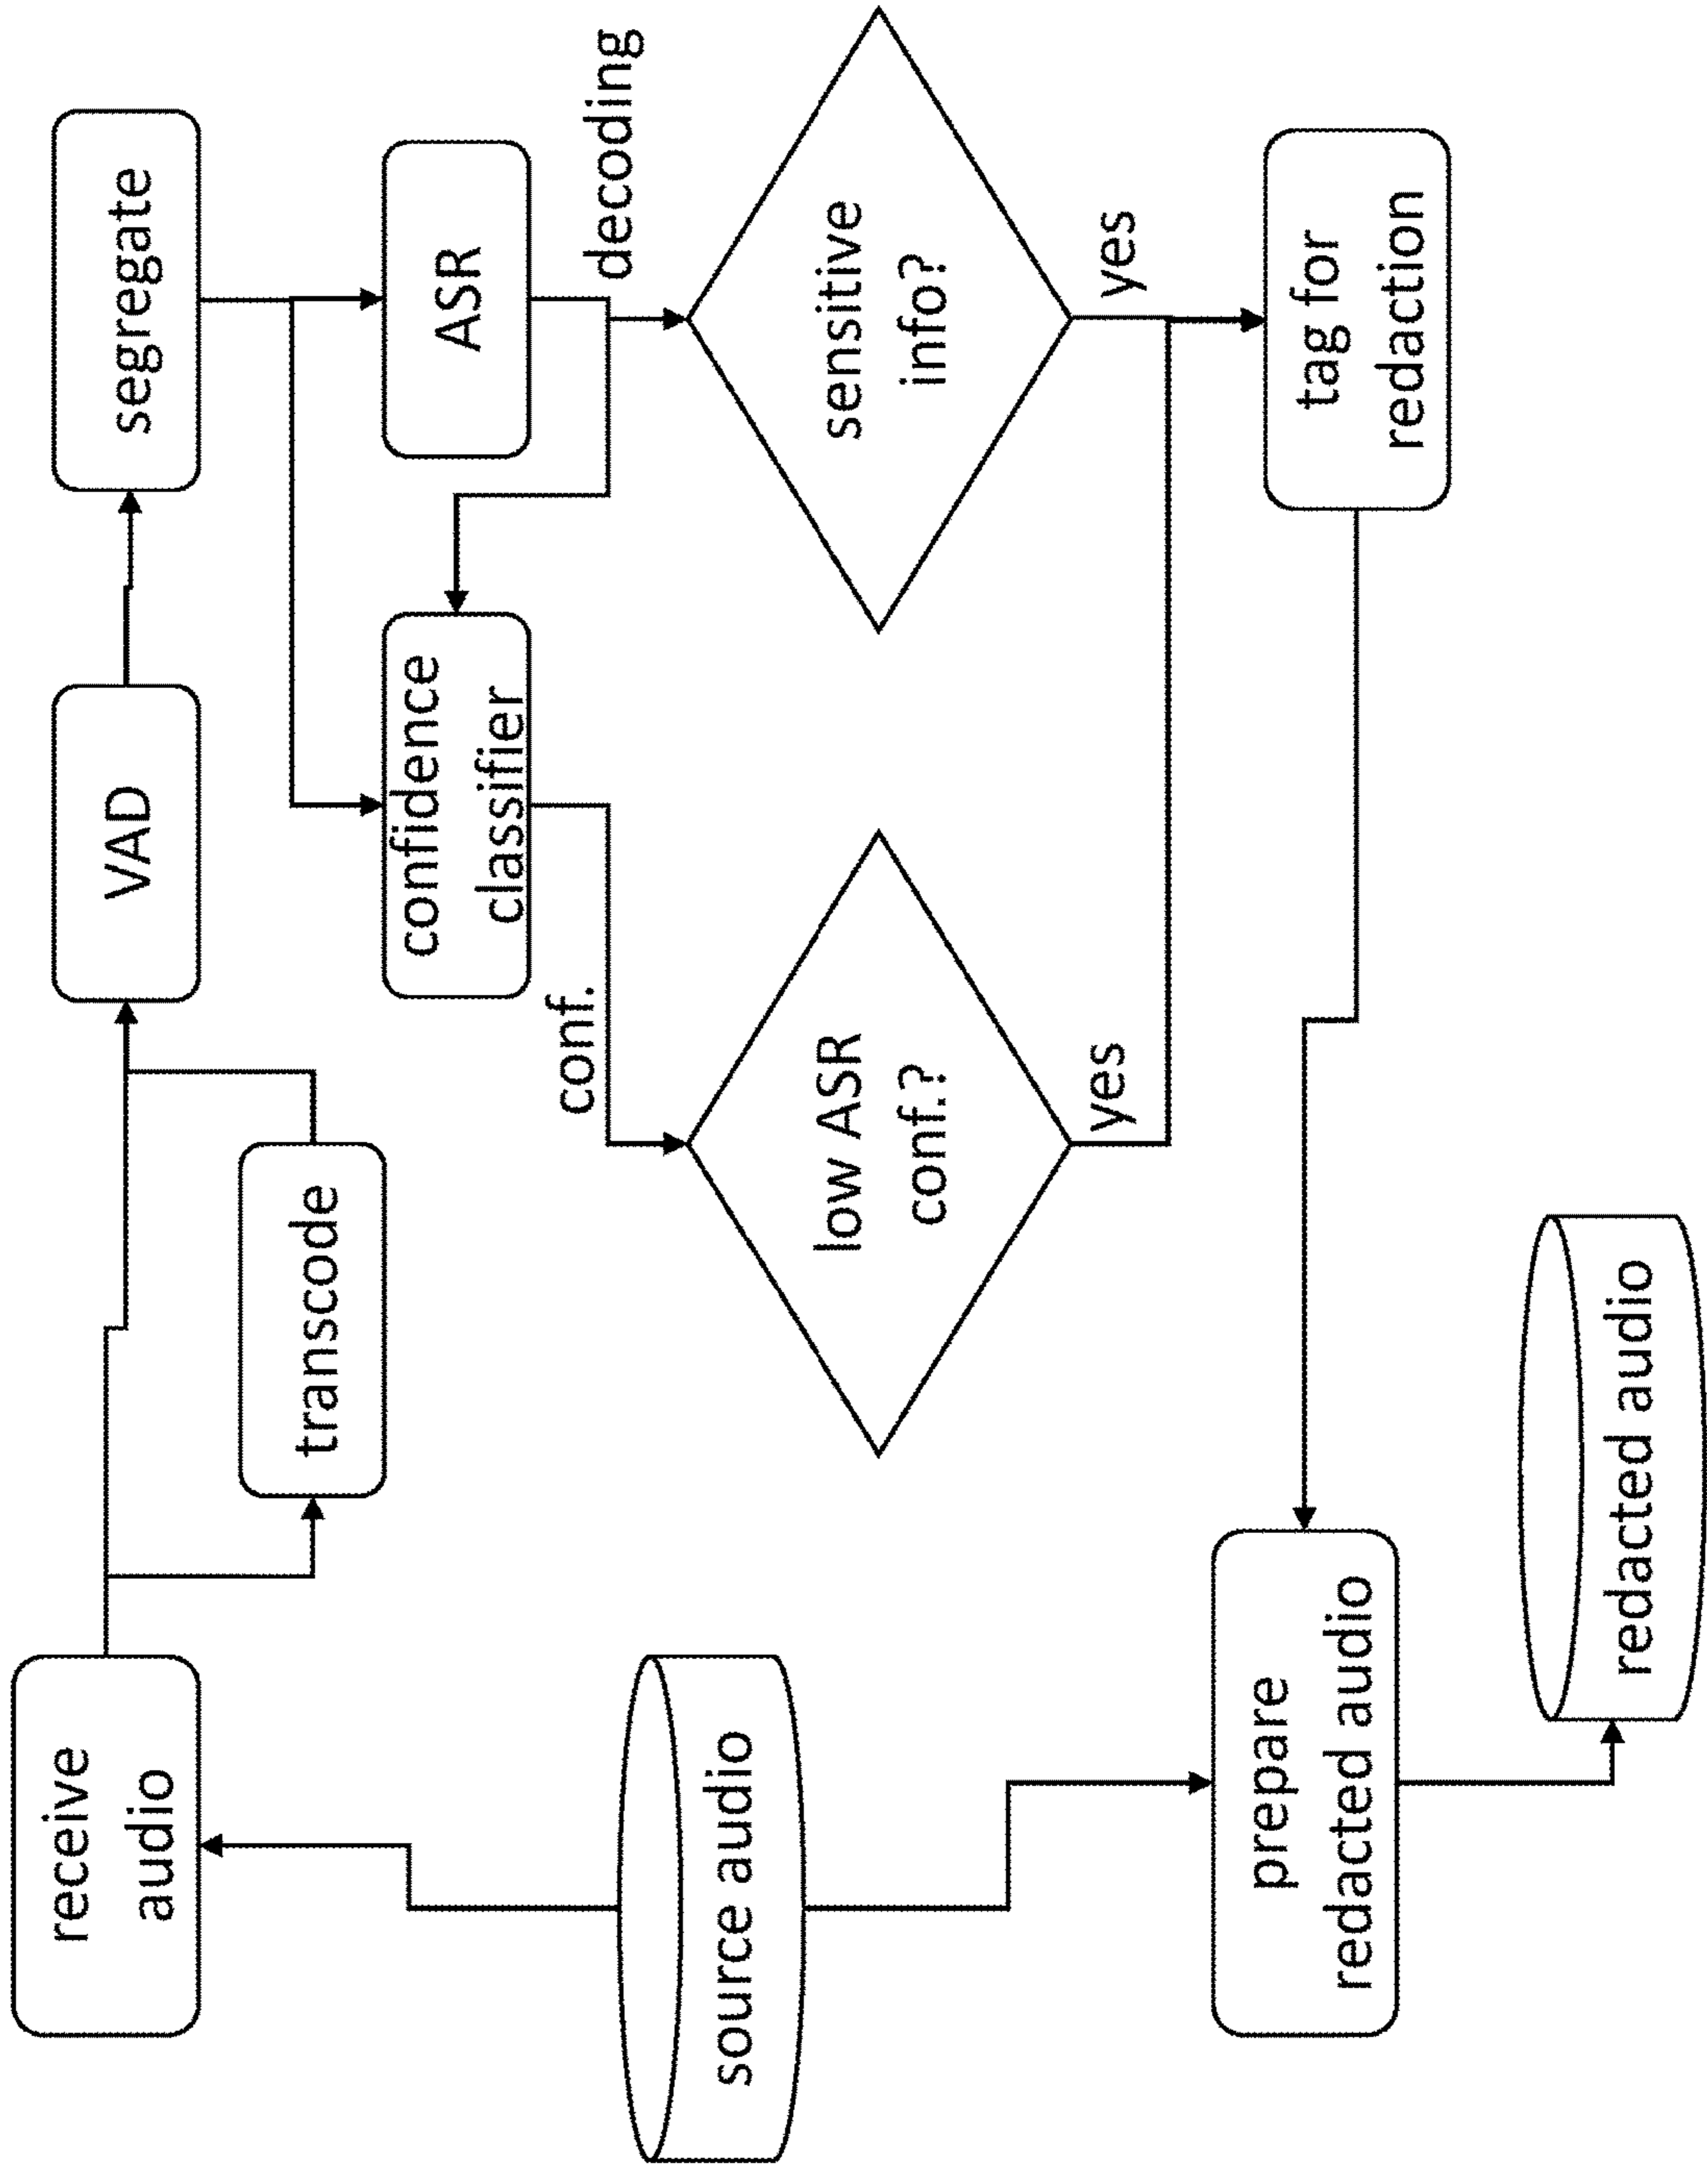 receive
audio
VAD
segregate
transcode
confidence
classifier
ASR
conf.
decoding
source audio
low ASR
conf.?
sensitive
info?
yes
yes
prepare
redacted audio
tag for
redaction
redacted audio